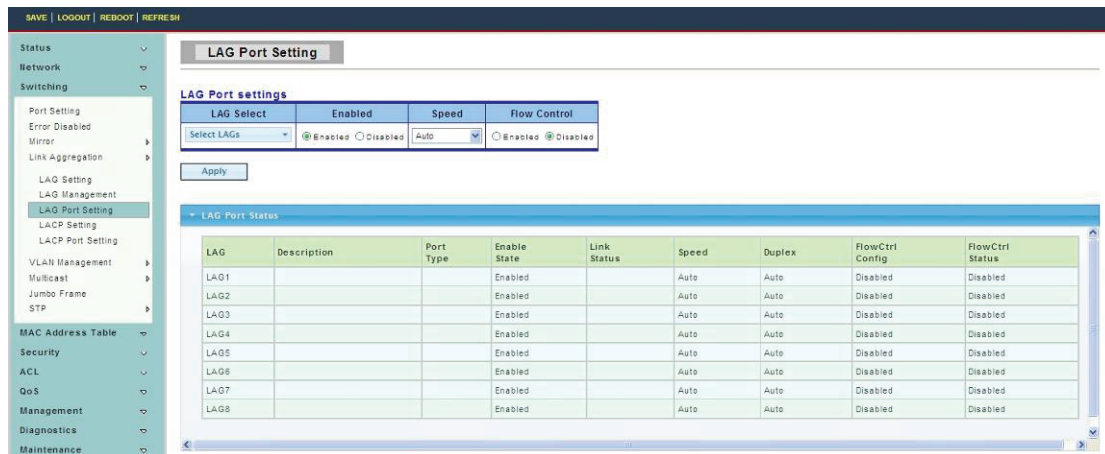 SAVE | LOGOUT | REBOOT | REFRESH
Status
Network
Switching
Port Setting
Error Disabled
Mirror
Link Aggregation
LAG Setting
LAG Management
LAG Port Setting
LACP Setting
LACP Port Setting
VLAN Management
Multicast
Jumbo Frame
STP
MAC Address Table
Security
ACL
QoS
Management
Diagnostics
Maintenance
LAG Port Setting
LAG Port settings
LAG Select Enabled Speed Flow Control
Select LAGs Enabled Disabled Auto Enabled Disabled
Apply
LAG Port Status
LAG Description Port Type Enable State Link Status Speed Duplex FlowCtrl Config FlowCtrl Status
LAG1 Enabled Auto Auto Disabled Disabled
LAG2 Enabled Auto Auto Disabled Disabled
LAG3 Enabled Auto Auto Disabled Disabled
LAG4 Enabled Auto Auto Disabled Disabled
LAG5 Enabled Auto Auto Disabled Disabled
LAG6 Enabled Auto Auto Disabled Disabled
LAG7 Enabled Auto Auto Disabled Disabled
LAG8 Enabled Auto Auto Disabled Disabled